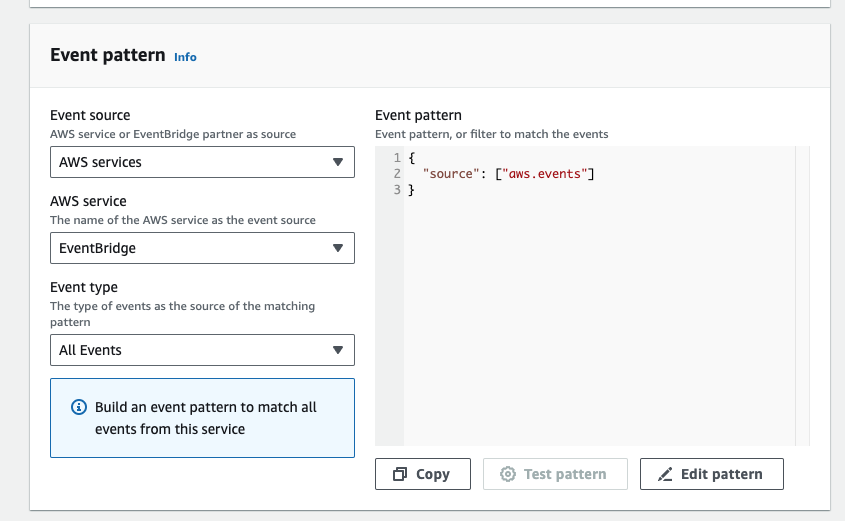 Event pattern Info
Event source
AWS service or EventBridge partner as source
AWS services
AWS service
The name of the AWS service as the event source
EventBridge
Event type
The type of events as the source of the matching
pattern
All Events
Build an event pattern to match all
events from this service
Event pattern
Event pattern, or filter to match the events
1 {
2   "source": ["aws.events"]
3 }
Copy Test pattern Edit pattern